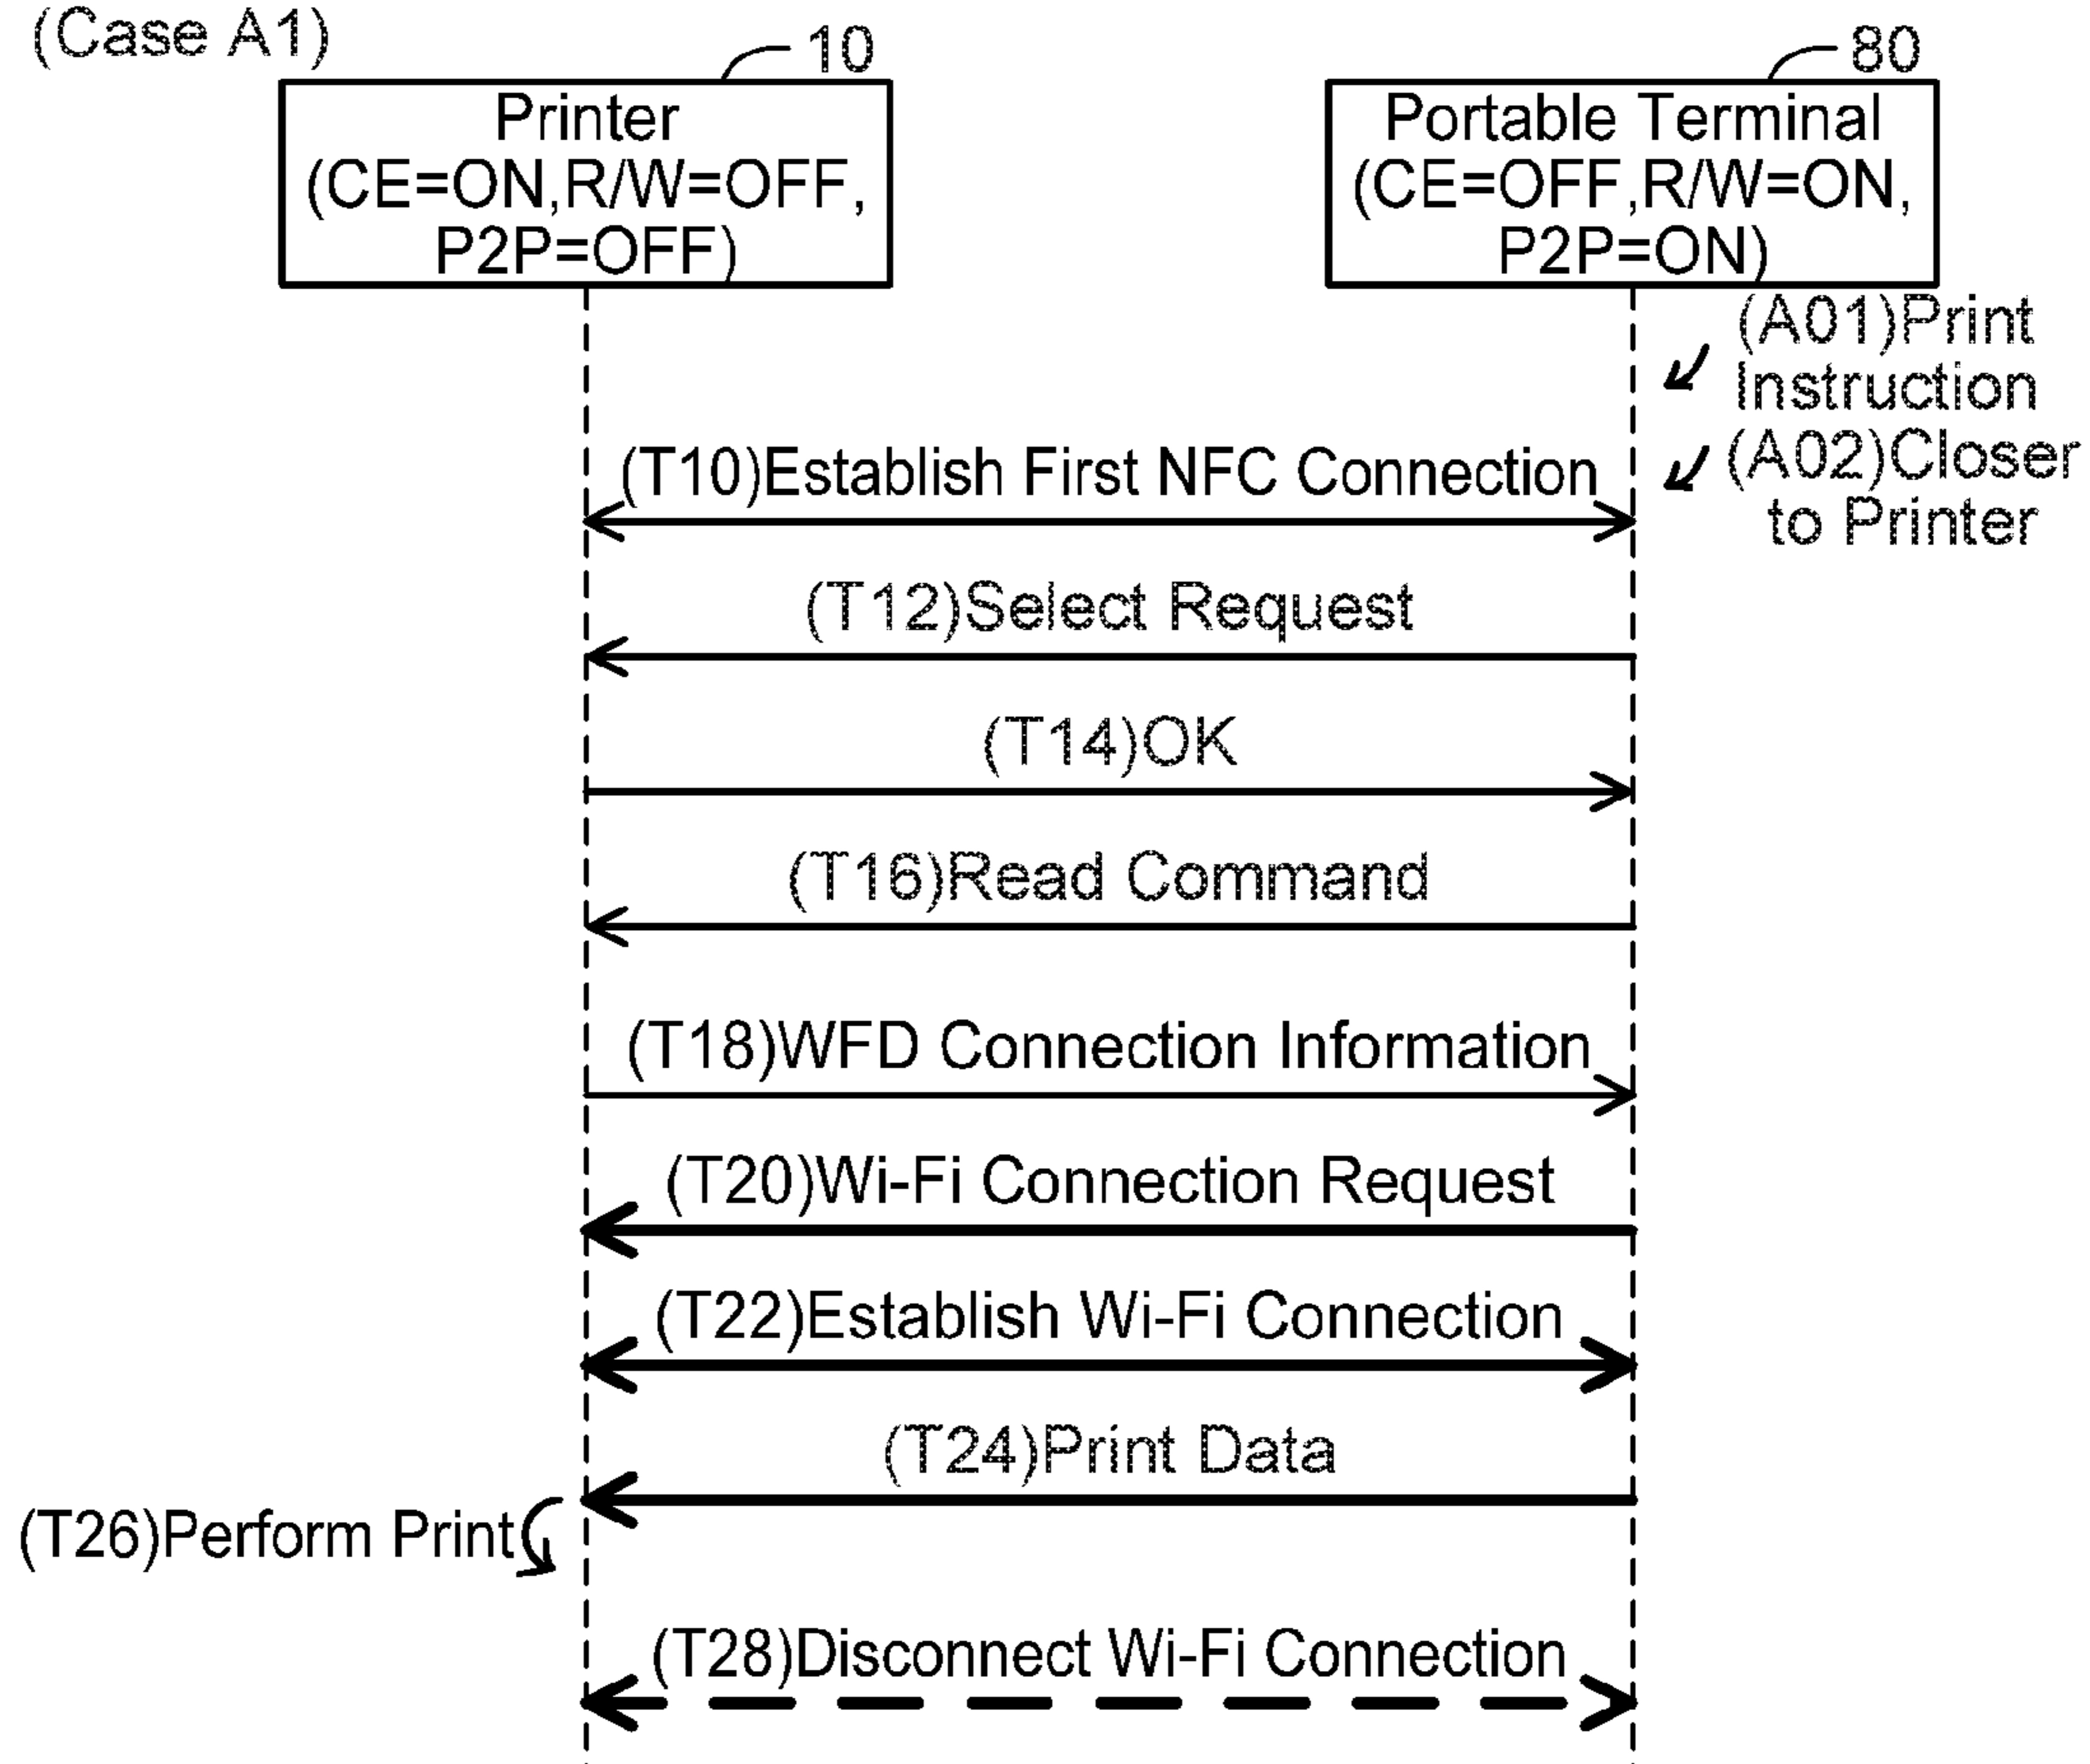 (Case A1)
10
80
Printer
(CE=ON,R/W=OFF,
P2P=OFF)
Portable Terminal
(CE=OFF,R/W=ON,
P2P=ON)
(A01)Print
Instruction
(A02)Closer
to Printer
(T10)Establish First NFC Connection
(T12)Select Request
(T14)OK
(T16)Read Command
(T18)WFD Connection Information
(T20)Wi-Fi Connection Request
(T22)Establish Wi-Fi Connection
(T24)Print Data
(T26)Perform Print
(T28)Disconnect Wi-Fi Connection